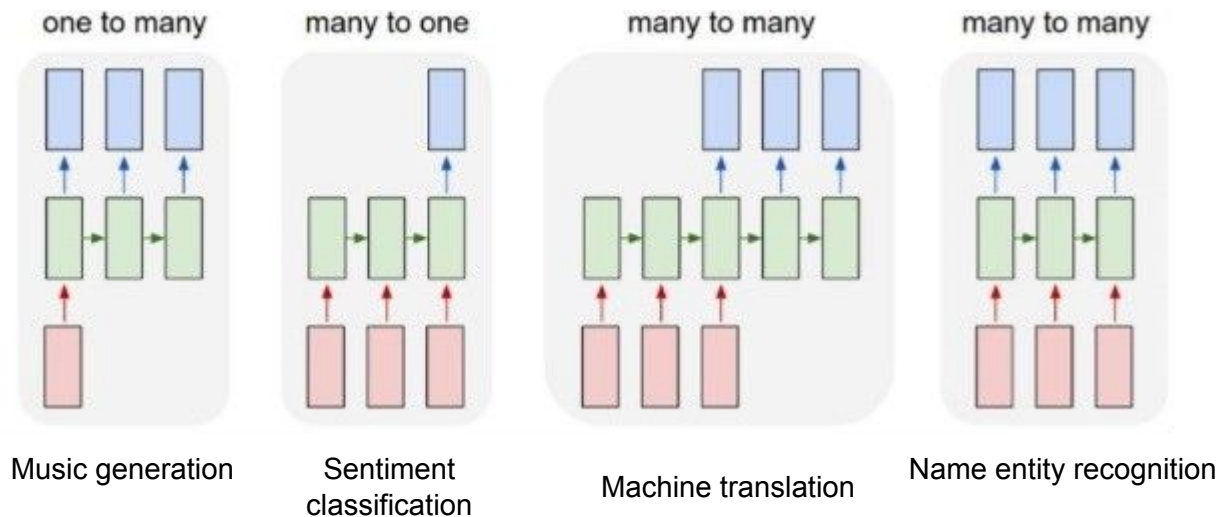 one to many
many to one
many to many
many to many
Music generation
Sentiment
classification
Machine translation
Name entity recognition